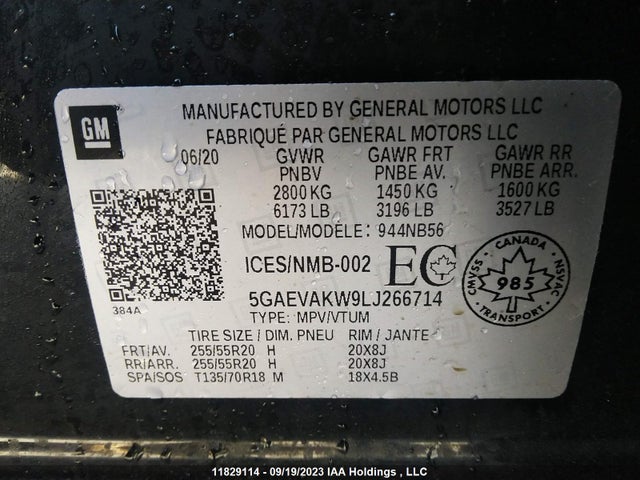 GM
MANUFACTURED BY GENERAL MOTORS LLC
FABRIQUÉ PAR GENERAL MOTORS LLC
06/20 GVWR GAWR FRT GAWR RR
PNBV PNBE AV. PNBE ARR.
2800 KG 1450 KG 1600 KG
6173 LB 3196 LB 3527 LB
MODEL/MODÈLE: 944NB56
ICES/NMB-002 EC
CANADA
CMVSS 985 NSVAC
TRANSPORT
384A 5GAEVAKW9LJ266714
TYPE: MPV/VTUM
TIRE SIZE / DIM. PNEU RIM / JANTE
FRT/AV. 255/55R20 H 20X8J
RR/ARR. 255/55R20 H 20X8J
SPA/SOS T135/70R18 M 18X4.5B
11829114 - 09/19/2023 IAA Holdings , LLC